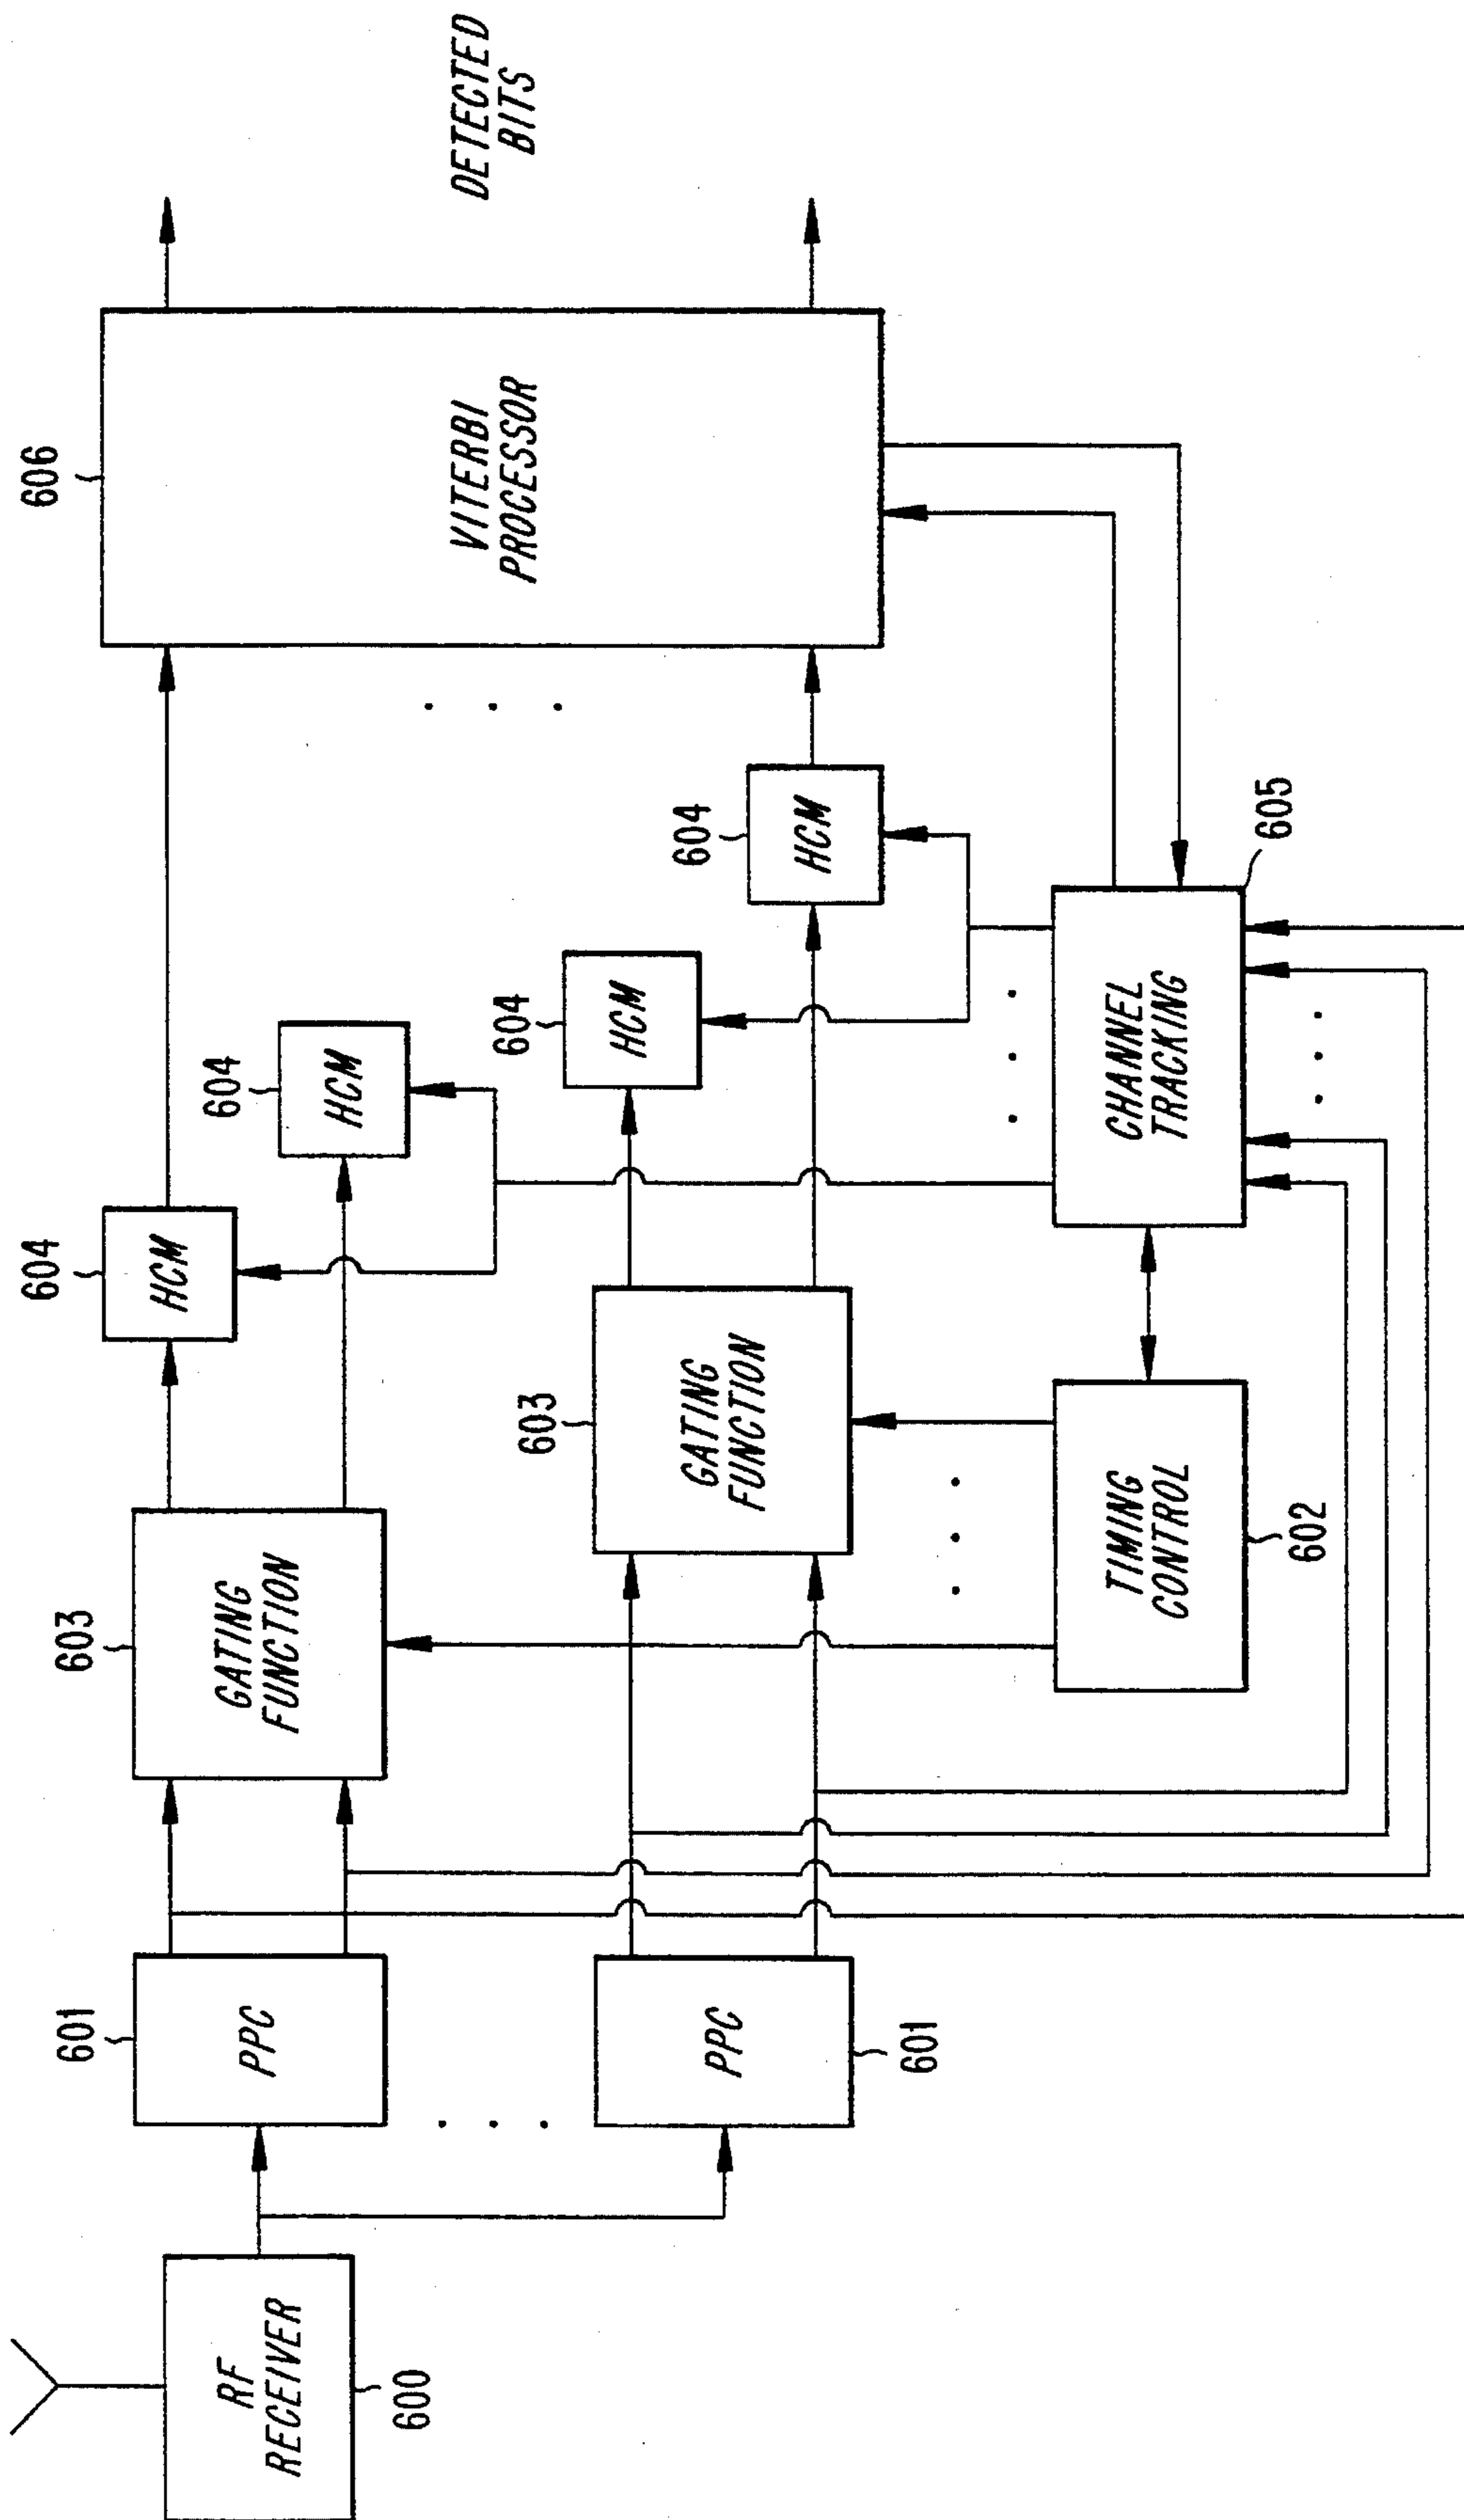 606
604
603
601
604
HCM
GATING
FUNCTION
PPC
RF
RECEIVER
600
604
HCM
VITERBI
PROCESSOR
DETECTED
BITS
603
604
HCM
GATING
FUNCTION
PPC
601
HCM
TIMING
CONTROL
602
CHANNEL
TRACKING
605